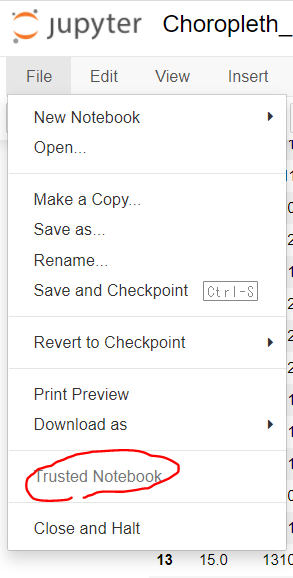 jupyter Choropleth_
File Edit View Insert
New Notebook
Open...
Make a Copy...
Save as...
Rename...
Save and Checkpoint Ctrl-S
Revert to Checkpoint
Print Preview
Download as
Trusted Notebook
Close and Halt
13 15.0 1310